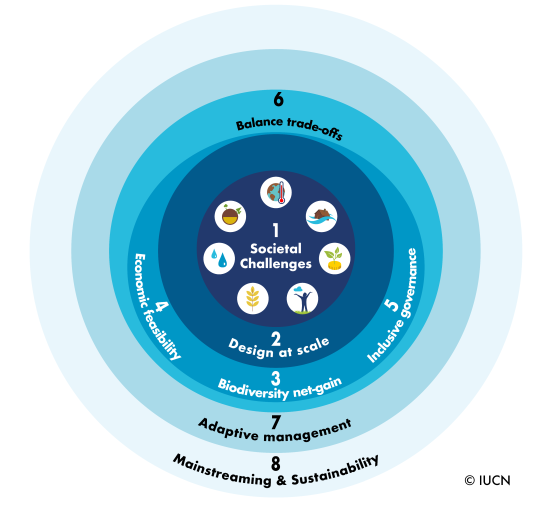 6
Balance trade-offs
1
Societal
Challenges
4
Economic feasibility
5
Inclusive governance
2
Design at scale
3
Biodiversity net-gain
7
Adaptive management
8
Mainstreaming & Sustainability
© IUCN